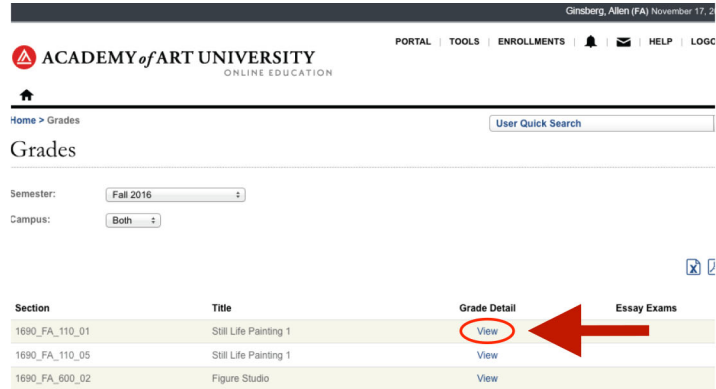 Ginsberg, Allen (FA) November 17,
PORTAL | TOOLS | ENROLLMENTS | | | HELP |
ACADEMY of ART UNIVERSITY
ONLINE EDUCATION
Home > Grades
User Quick Search
Grades
Semester: Fall 2016
Campus: Both
Section Title Grade Detail Essay Exams
1690_FA_110_01 Still Life Painting 1 View
1690_FA_110_05 Still Life Painting 1 View
1690_FA_600_02 Figure Studio View